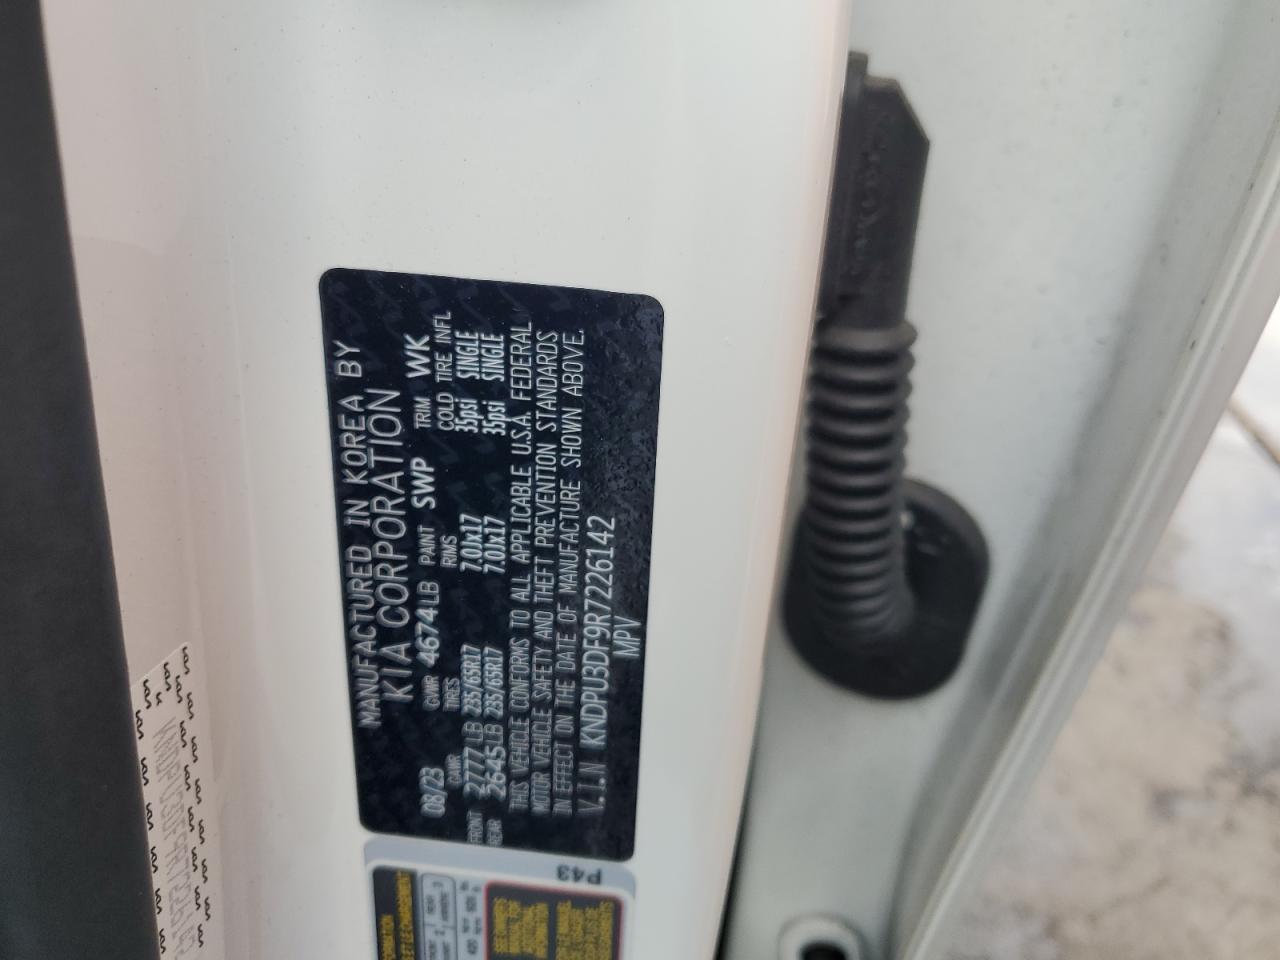 MANUFACTURED IN KOREA BY
KIA CORPORATION
08/23 GVWR 4674LB PAINT SWP TRIM WK
GAWR TIRES RIMS COLD TIRE INFL
FRONT 2777LB 235/65R17 7.0Jx17 35psi SINGLE
REAR 2645LB 235/65R17 7.0Jx17 35psi SINGLE
THIS VEHICLE CONFORMS TO ALL APPLICABLE U.S.A. FEDERAL
MOTOR VEHICLE SAFETY AND THEFT PREVENTION STANDARDS
IN EFFECT ON THE DATE OF MANUFACTURE SHOWN ABOVE.
V.I.N KNDPU3DF9R7226142
MPV
P43